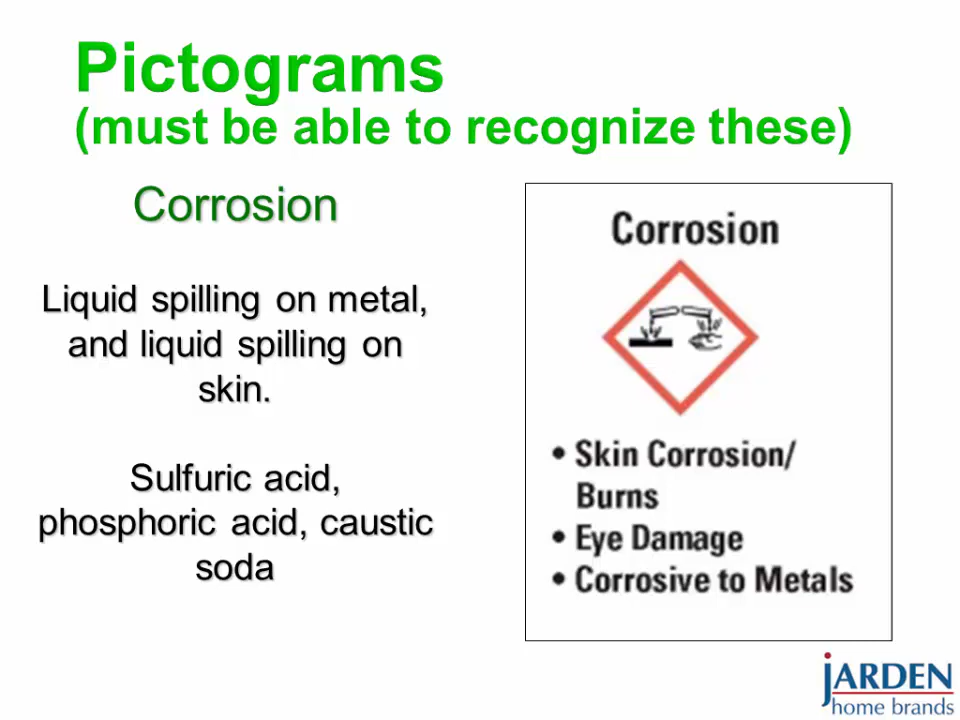 Pictograms
(must be able to recognize these)
Corrosion
Liquid spilling on metal,
and liquid spilling on
skin.
Sulfuric acid,
phosphoric acid, caustic
soda
Corrosion
• Skin Corrosion/
Burns
• Eye Damage
• Corrosive to Metals
jARDEN
home brands